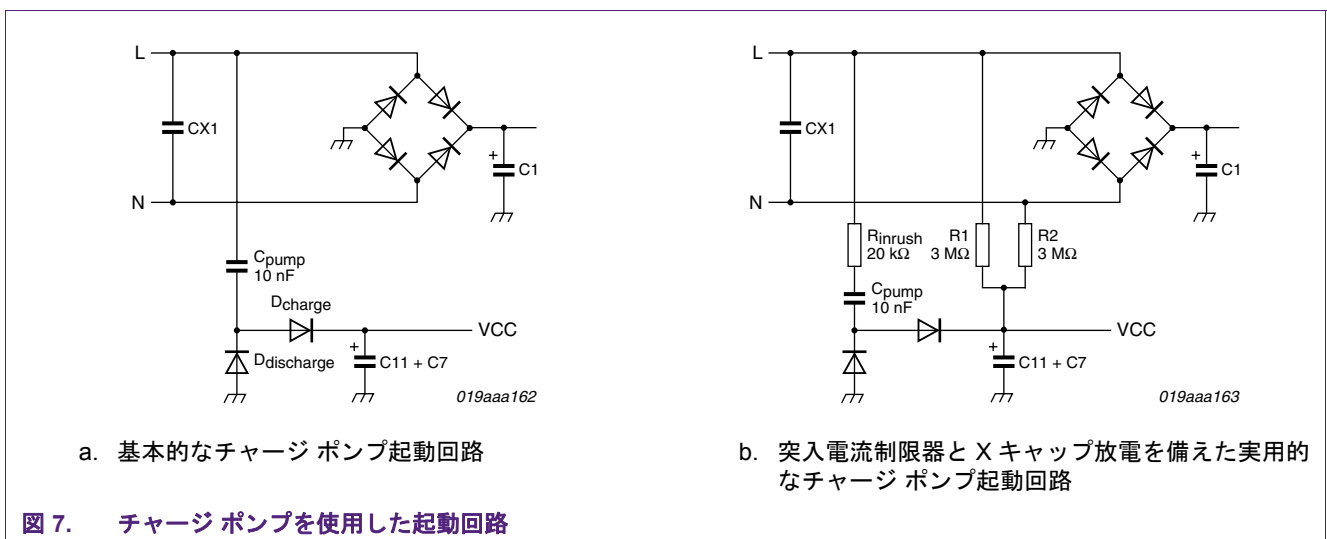 L
CX1
N
+
C1
Cpump
10 nF
Dcharge
VCC
Ddischarge
+
C11 + C7
019aaa162
a. 基本的なチャージ ポンプ起動回路
L
CX1
N
+
C1
Rinrush
20 kΩ
R1
3 MΩ
R2
3 MΩ
Cpump
10 nF
VCC
+
C11 + C7
019aaa163
b. 突入電流制限器と X キャップ放電を備えた実用的
なチャージ ポンプ起動回路
図 7. チャージ ポンプを使用した起動回路